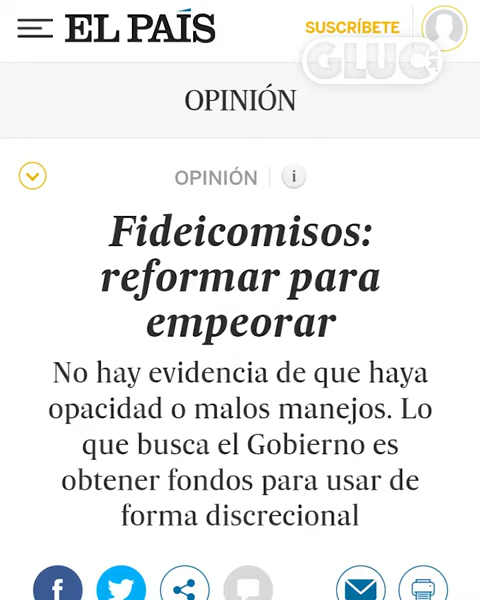 EL PAÍS
SUSCRÍBETE
GLUC.MX
OPINIÓN
OPINIÓN i
Fideicomisos:
reformar para
empeorar
No hay evidencia de que haya
opacidad o malos manejos. Lo
que busca el Gobierno es
obtener fondos para usar de
forma discrecional